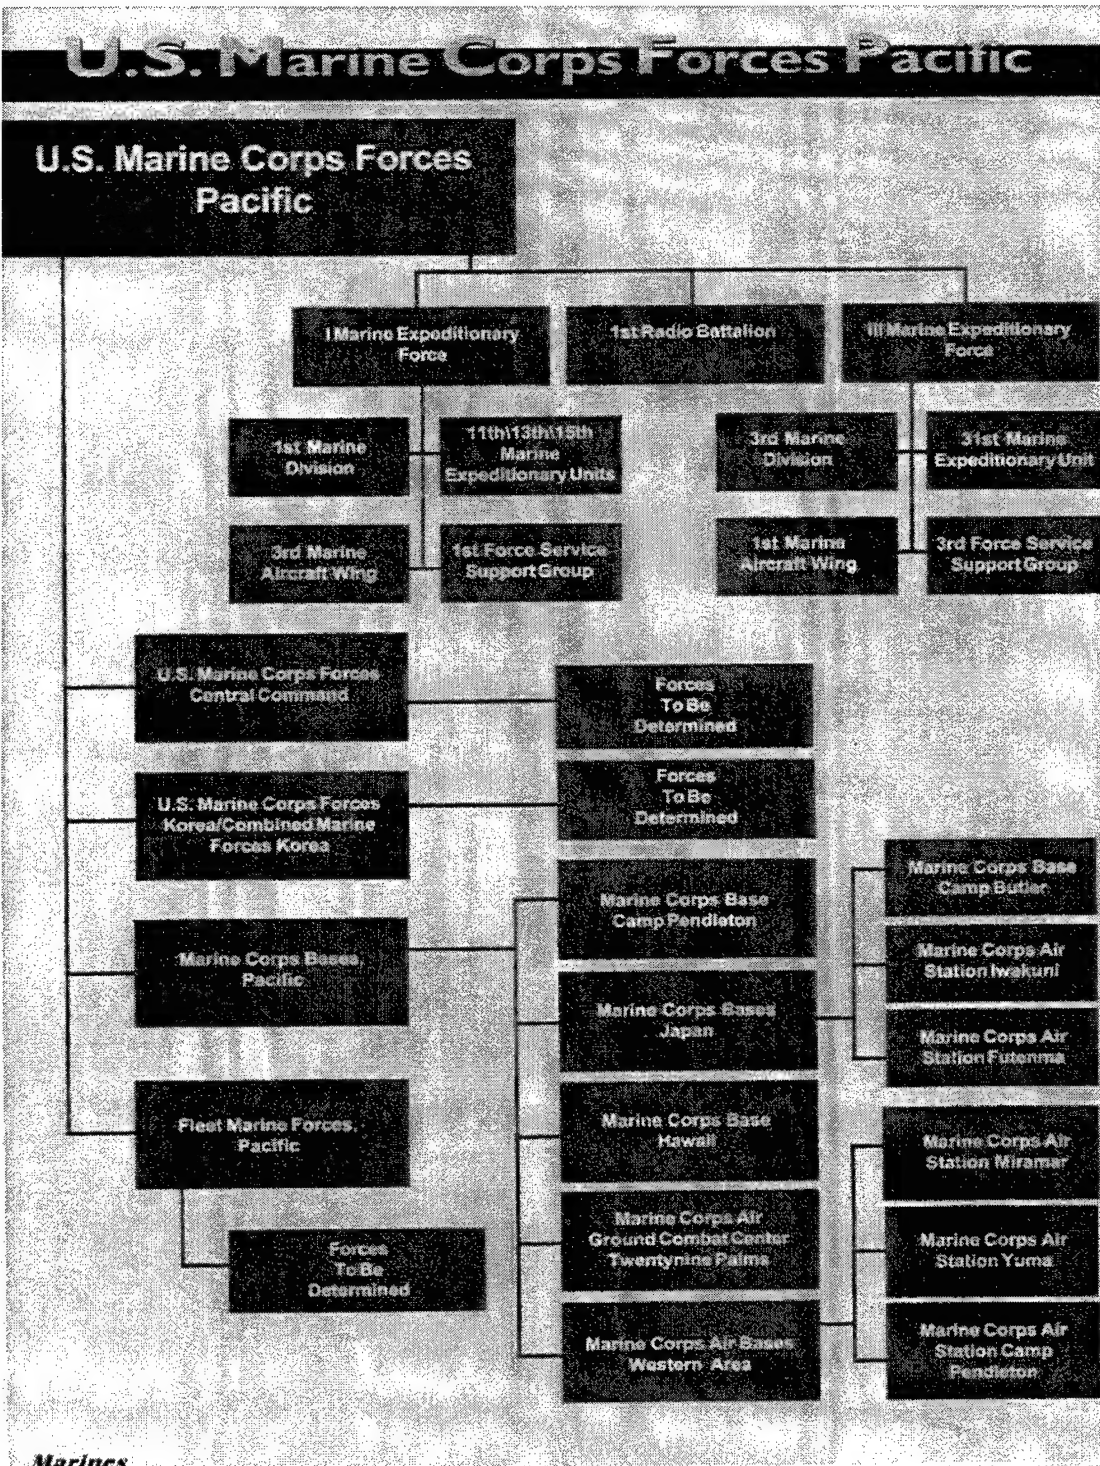 U.S. Marine Corps Forces Pacific
U.S. Marine Corps Forces
Pacific
I Marine Expeditionary
Force
1st Radio Battalion
III Marine Expeditionary
Force
1st Marine
Division
11th\13th\15th
Marine
Expeditionary Units
3rd Marine
Division
31st Marine
Expeditionary Unit
3rd Marine
Aircraft Wing
1st Force Service
Support Group
1st Marine
Aircraft Wing
3rd Force Service
Support Group
U.S. Marine Corps Forces
Central Command
Forces
To Be
Determined
U.S. Marine Corps Forces
Korea/Combined Marine
Forces Korea
Forces
To Be
Determined
Marine Corps Bases,
Pacific
Marine Corps Base
Camp Pendleton
Marine Corps Bases
Japan
Marine Corps Base
Camp Butler
Marine Corps Air
Station Iwakuni
Marine Corps Air
Station Futenma
Marine Corps Base
Hawaii
Marine Corps Air
Ground Combat Center
Twentynine Palms
Marine Corps Air Bases
Western Area
Marine Corps Air
Station Miramar
Marine Corps Air
Station Yuma
Marine Corps Air
Station Camp
Pendleton
Fleet Marine Forces,
Pacific
Forces
To Be
Determined
Marines